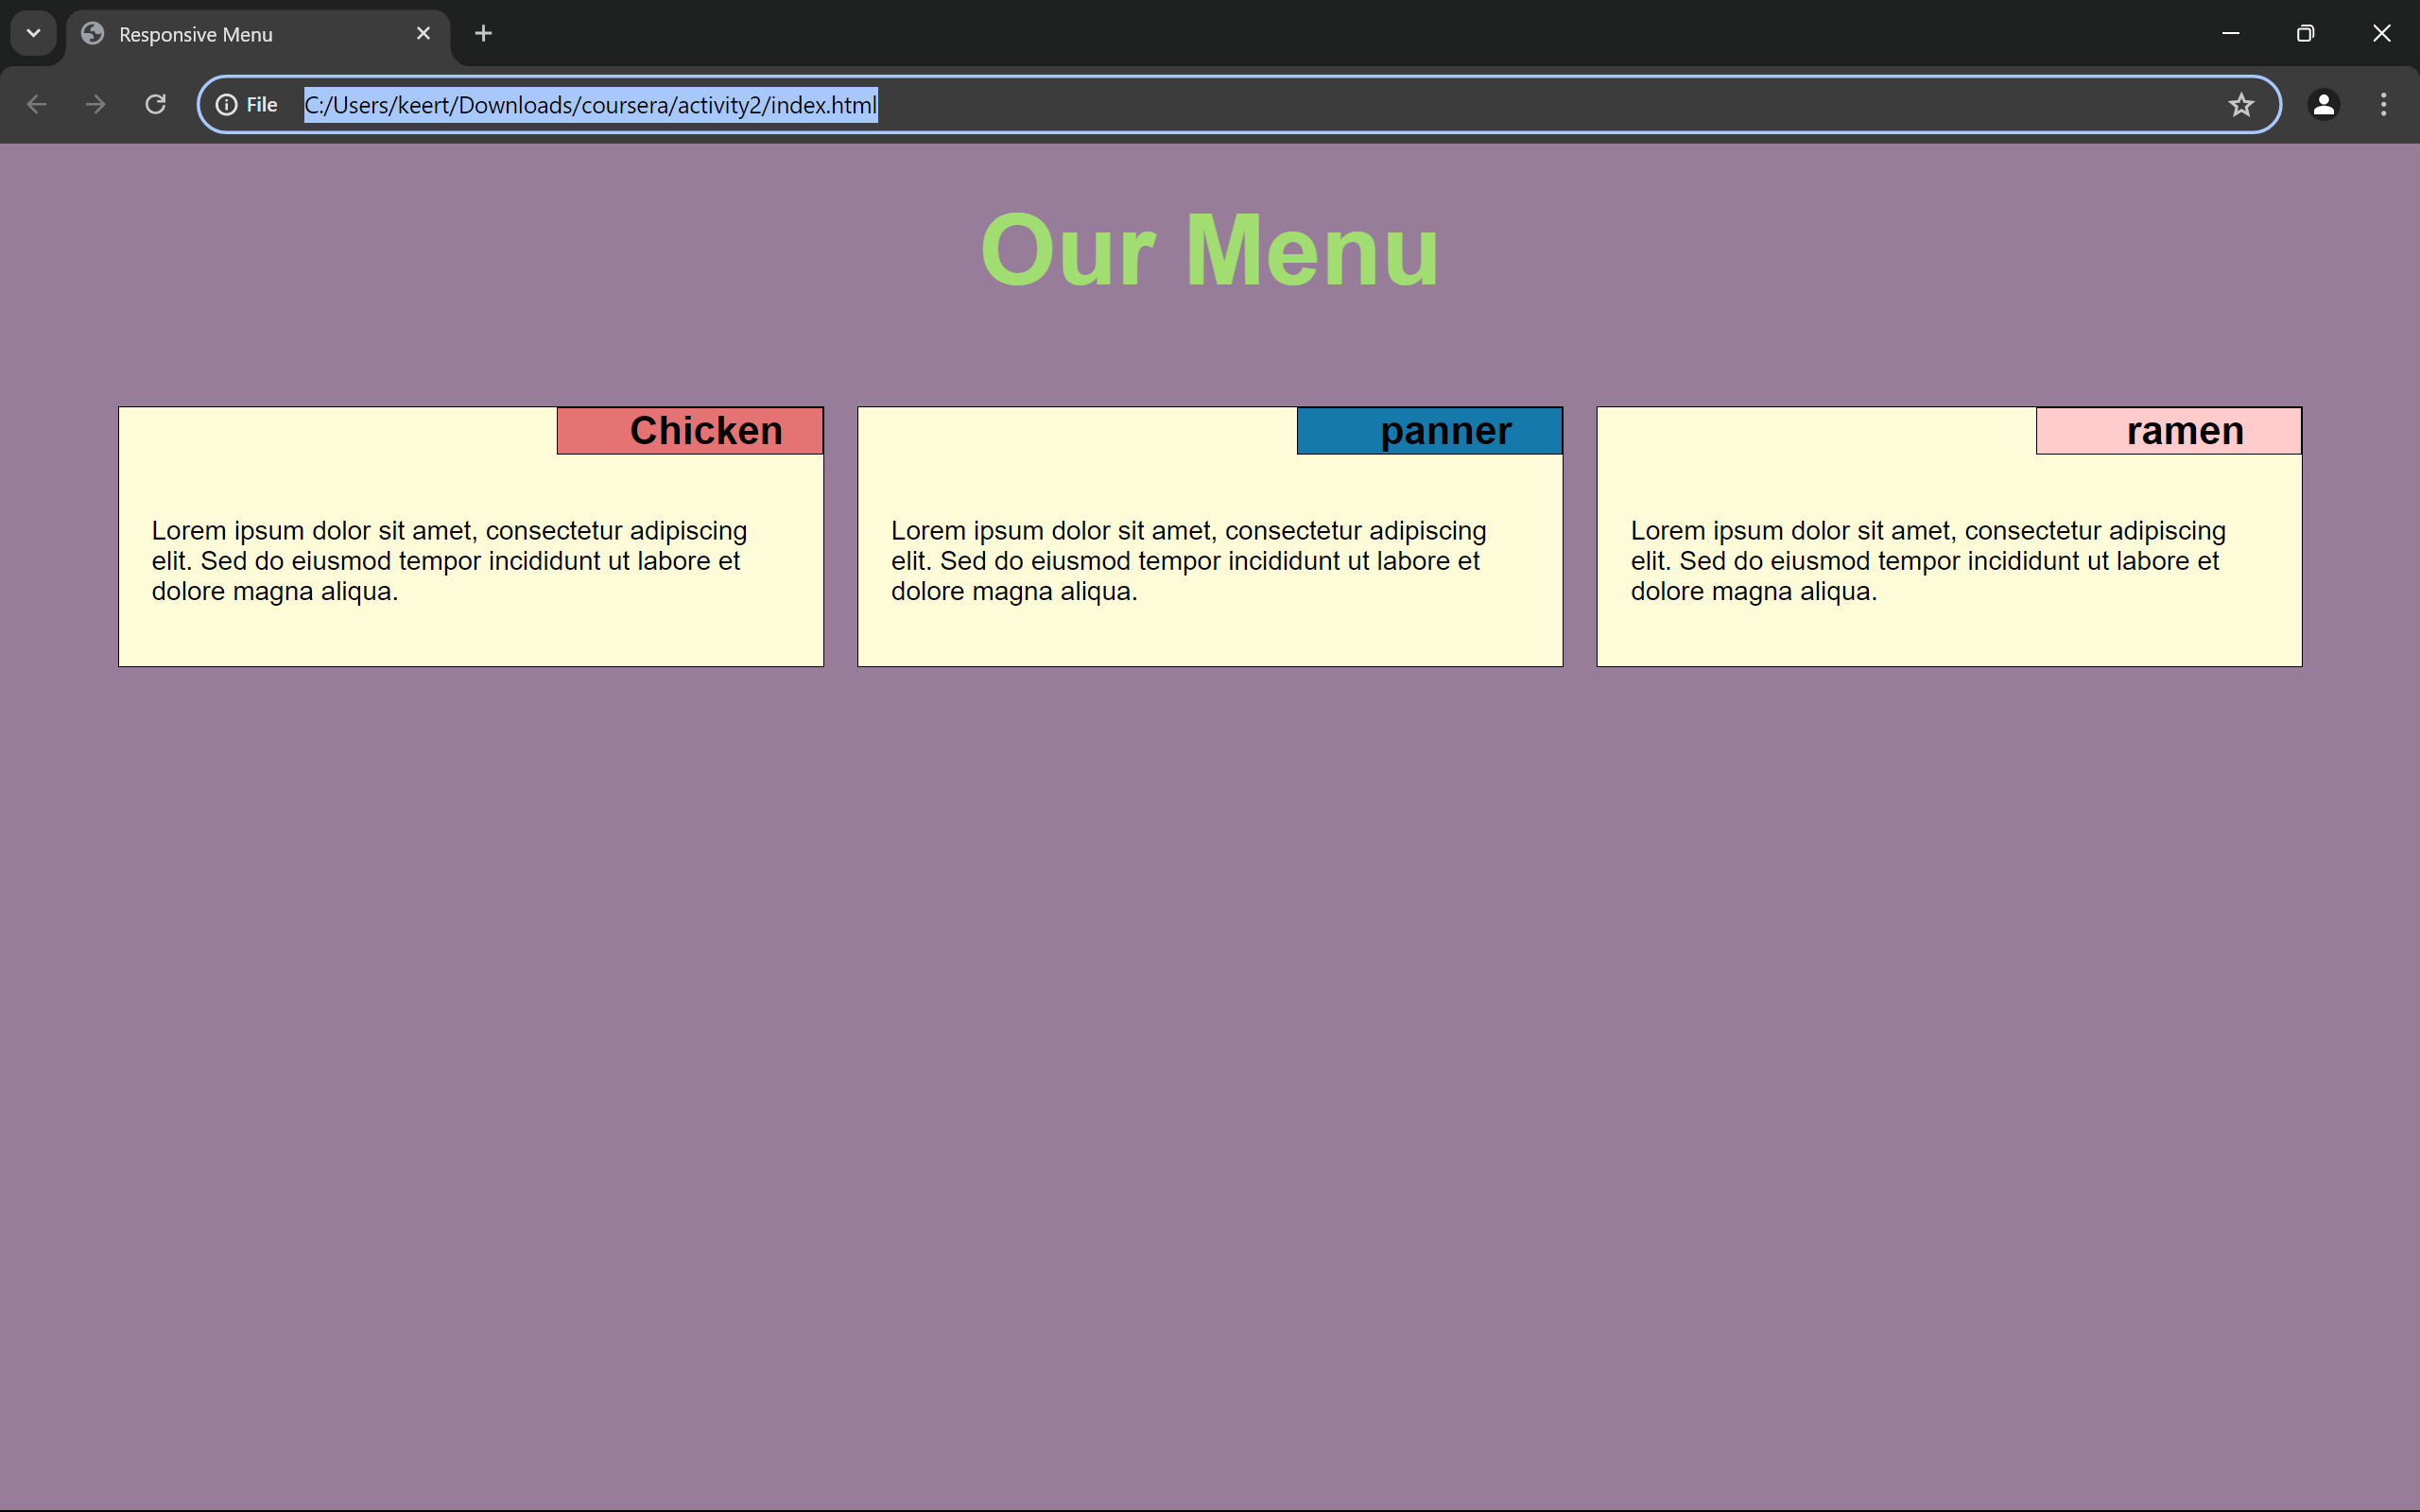 Responsive Menu
File C:/Users/keert/Downloads/coursera/activity2/index.html
Our Menu
Chicken
Lorem ipsum dolor sit amet, consectetur adipiscing
elit. Sed do eiusmod tempor incididunt ut labore et
dolore magna aliqua.
panner
Lorem ipsum dolor sit amet, consectetur adipiscing
elit. Sed do eiusmod tempor incididunt ut labore et
dolore magna aliqua.
ramen
Lorem ipsum dolor sit amet, consectetur adipiscing
elit. Sed do eiusmod tempor incididunt ut labore et
dolore magna aliqua.